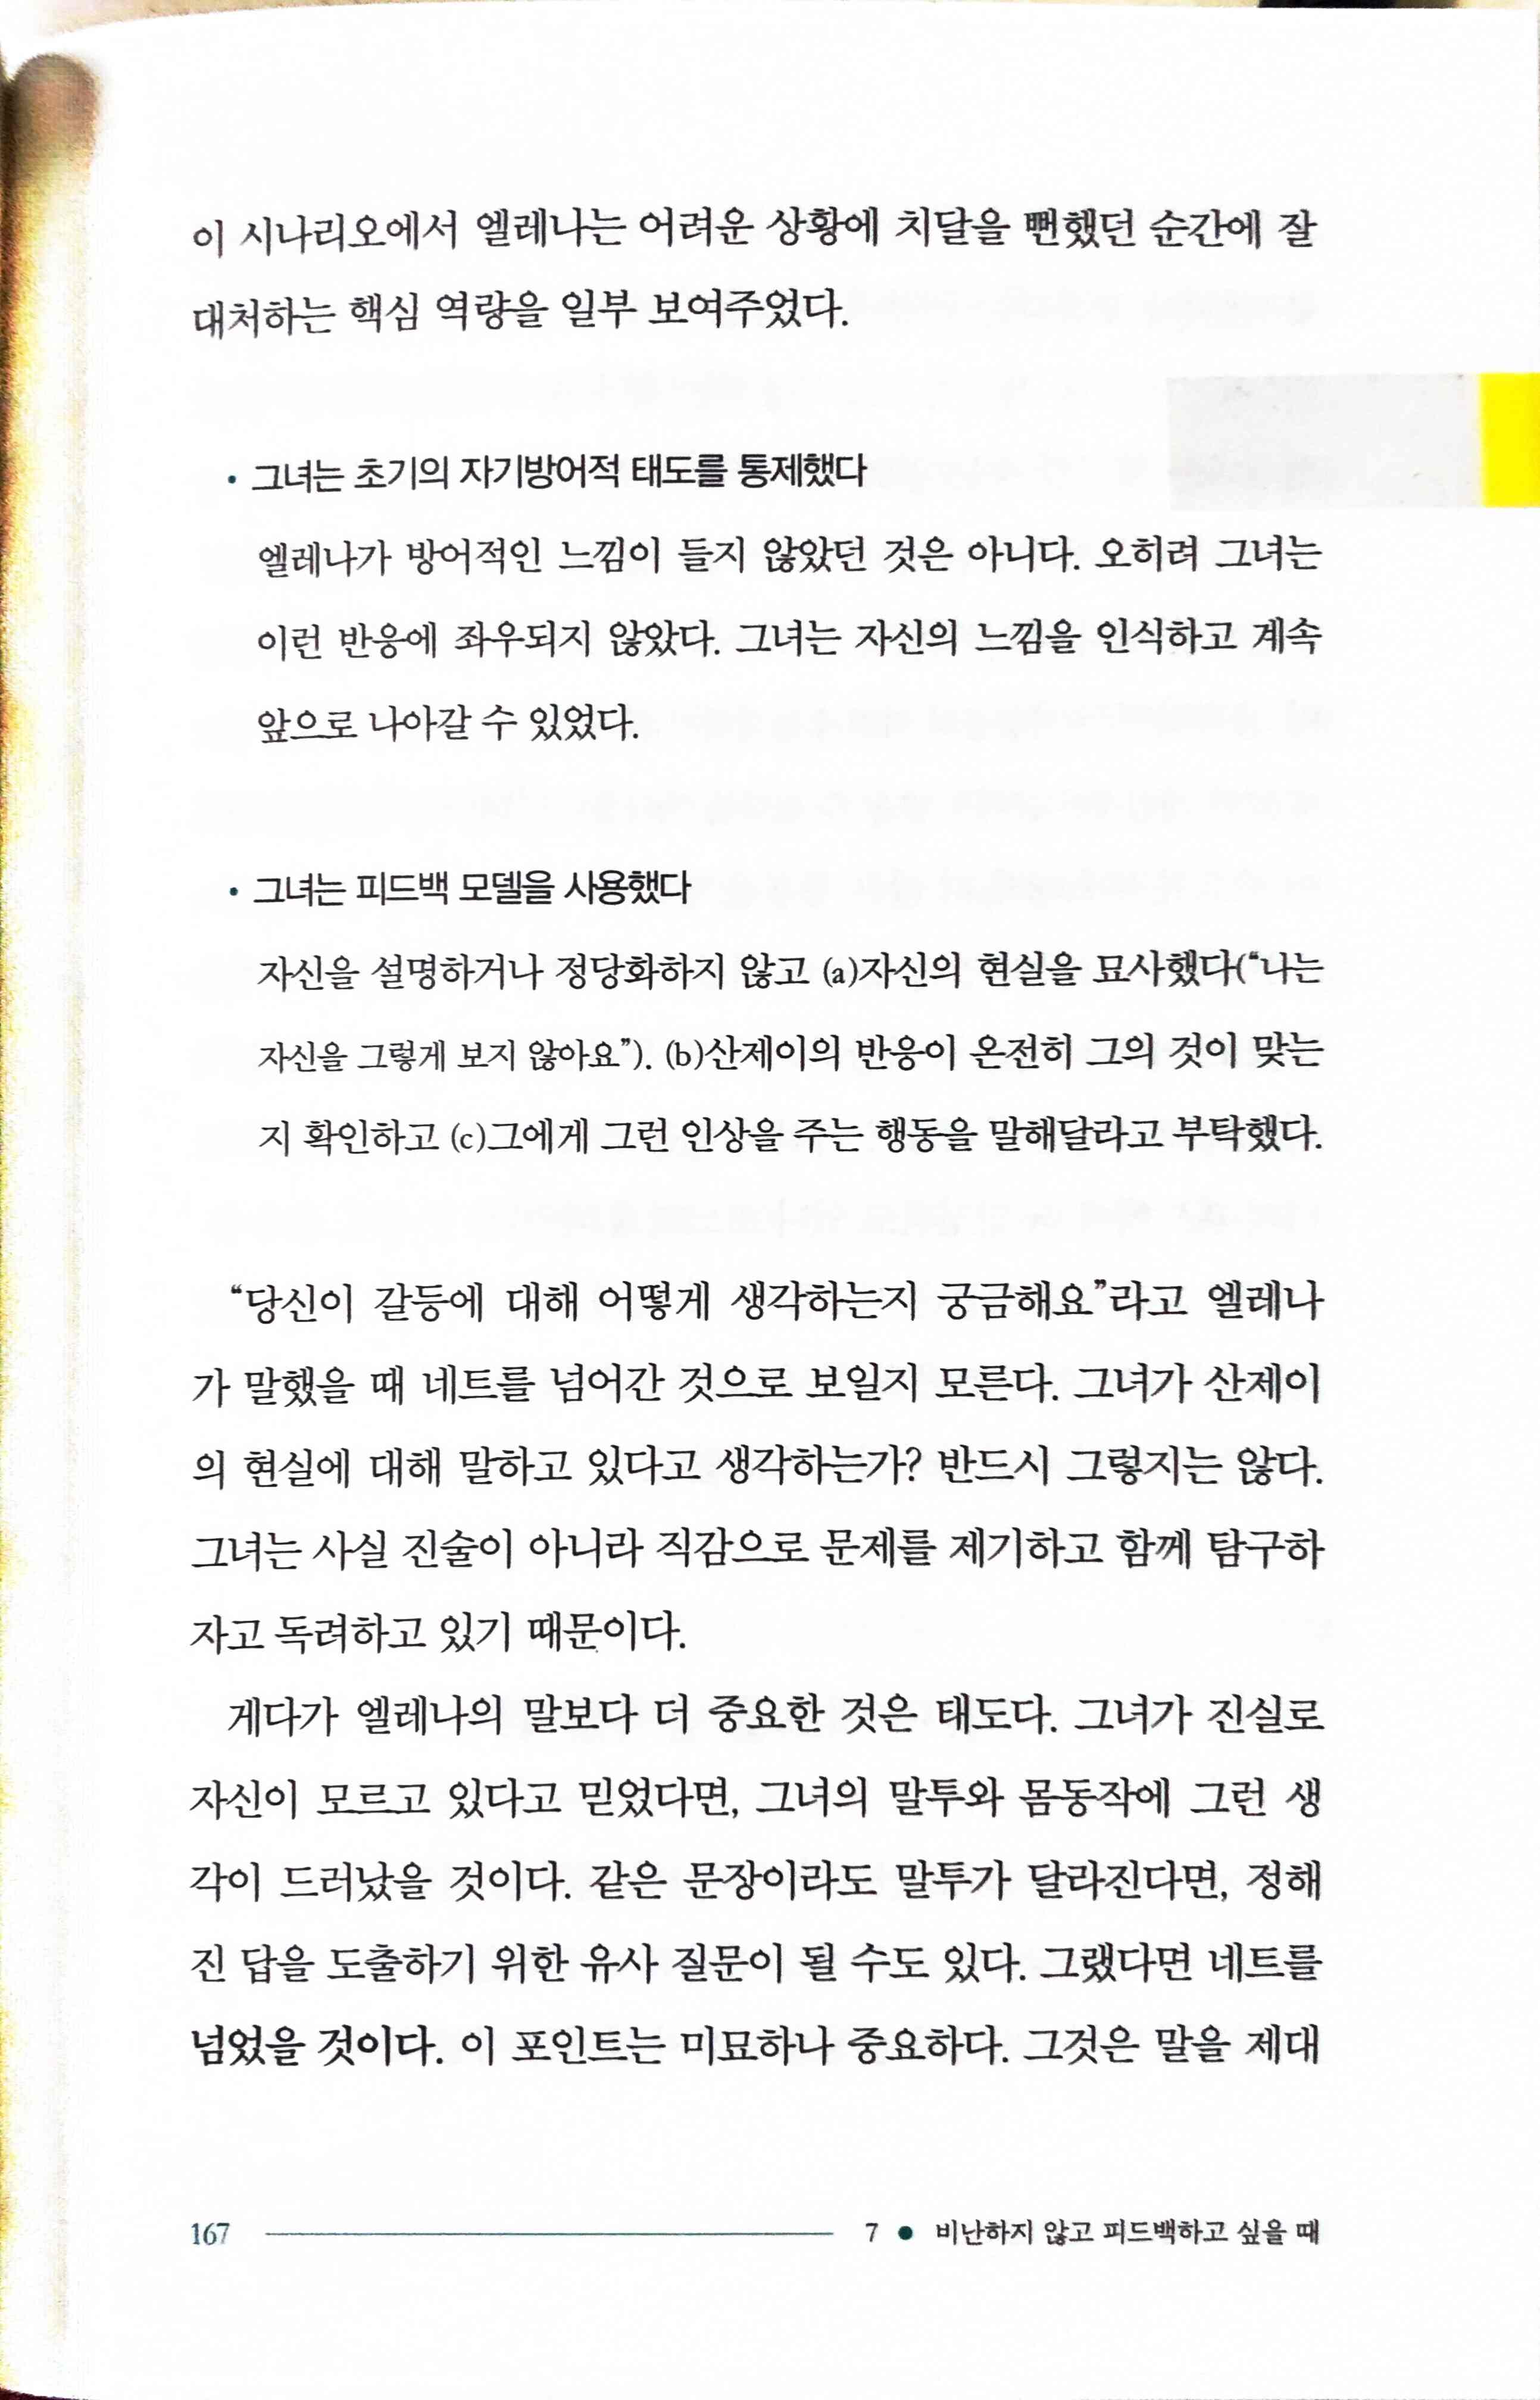 이 시나리오에서 엘레나는 어려운 상황에 치달을 뻔했던 순간에 잘
대처하는 핵심 역량을 일부 보여주었다.
• 그녀는 초기의 자기방어적 태도를 통제했다
엘레나가 방어적인 느낌이 들지 않았던 것은 아니다. 오히려 그녀는
이런 반응에 좌우되지 않았다. 그녀는 자신의 느낌을 인식하고 계속
앞으로 나아갈 수 있었다.
• 그녀는 피드백 모델을 사용했다
자신을 설명하거나 정당화하지 않고 (a)자신의 현실을 묘사했다(“나는
자신을 그렇게 보지 않아요”). (b)산제이의 반응이 온전히 그의 것이 맞는
지 확인하고 (c)그에게 그런 인상을 주는 행동을 말해달라고 부탁했다.
“당신이 갈등에 대해 어떻게 생각하는지 궁금해요”라고 엘레나
가 말했을 때 네트를 넘어간 것으로 보일지 모른다. 그녀가 산제이
의 현실에 대해 말하고 있다고 생각하는가? 반드시 그렇지는 않다.
그녀는 사실 진술이 아니라 직감으로 문제를 제기하고 함께 탐구하
자고 독려하고 있기 때문이다.
게다가 엘레나의 말보다 더 중요한 것은 태도다. 그녀가 진실로
자신이 모르고 있다고 믿었다면, 그녀의 말투와 몸동작에 그런 생
각이 드러났을 것이다. 같은 문장이라도 말투가 달라진다면, 정해
진 답을 도출하기 위한 유사 질문이 될 수도 있다. 그랬다면 네트를
넘었을 것이다. 이 포인트는 미묘하나 중요하다. 그것은 말을 제대
167 7 ● 비난하지 않고 피드백하고 싶을 때